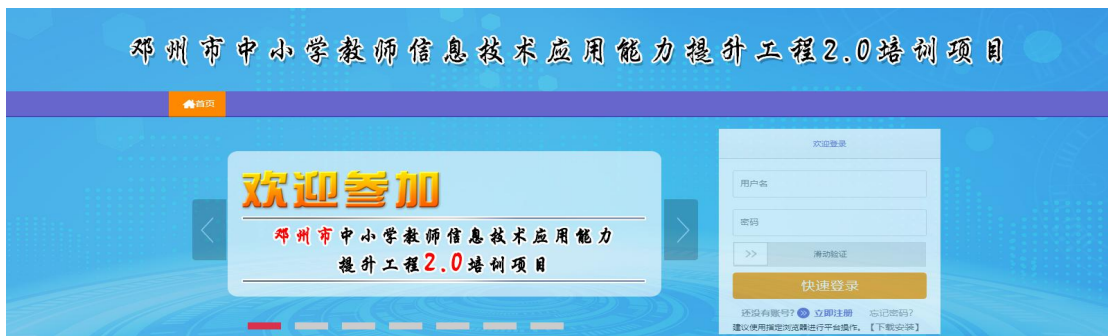 邓州市中小学教师信息技术应用能力提升工程2.0培训项目
首页
欢迎参加
邓州市中小学教师信息技术应用能力
提升工程2.0培训项目
欢迎登录
用户名
密码
>> 滑动验证
快速登录
还没有账号? 立即注册 忘记密码?
建议使用指定浏览器进行平台操作。【下载安装】